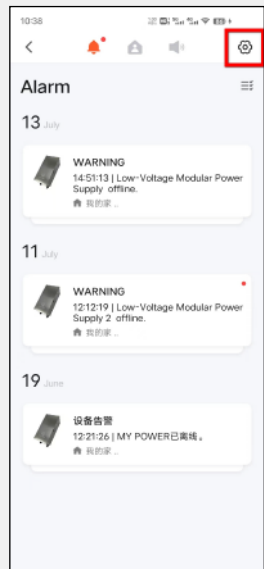 10:38
Alarm
13 July
WARNING
14:51:13 | Low-Voltage Modular Power
Supply offline.
我的家 ..
11 July
WARNING
12:12:19 | Low-Voltage Modular Power
Supply 2 offline.
我的家 ..
19 June
设备告警
12:21:26 | MY POWER已离线。
我的家 ..